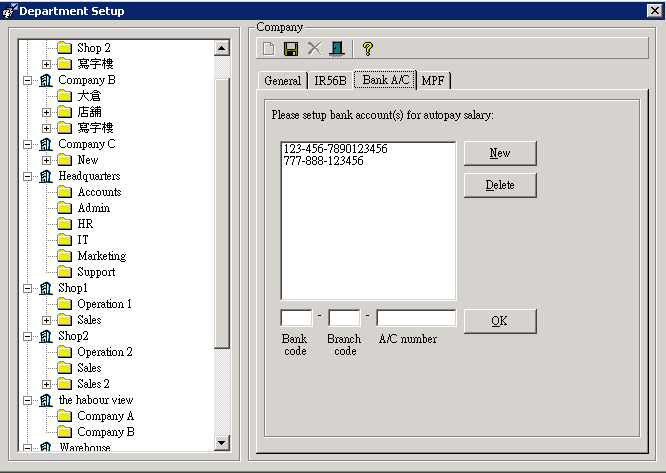 Department Setup
Shop 2
寫字樓
Company B
大倉
店舖
寫字樓
Company C
New
Headquarters
Accounts
Admin
HR
IT
Marketing
Support
Shop1
Operation 1
Sales
Shop2
Operation 2
Sales
Sales 2
the habour view
Company A
Company B
Warehouse
Company
General IR56B Bank A/C MPF
Please setup bank account(s) for autopay salary:
123-456-7890123456
777-888-123456
New
Delete
- -
OK
Bank code
Branch code
A/C number